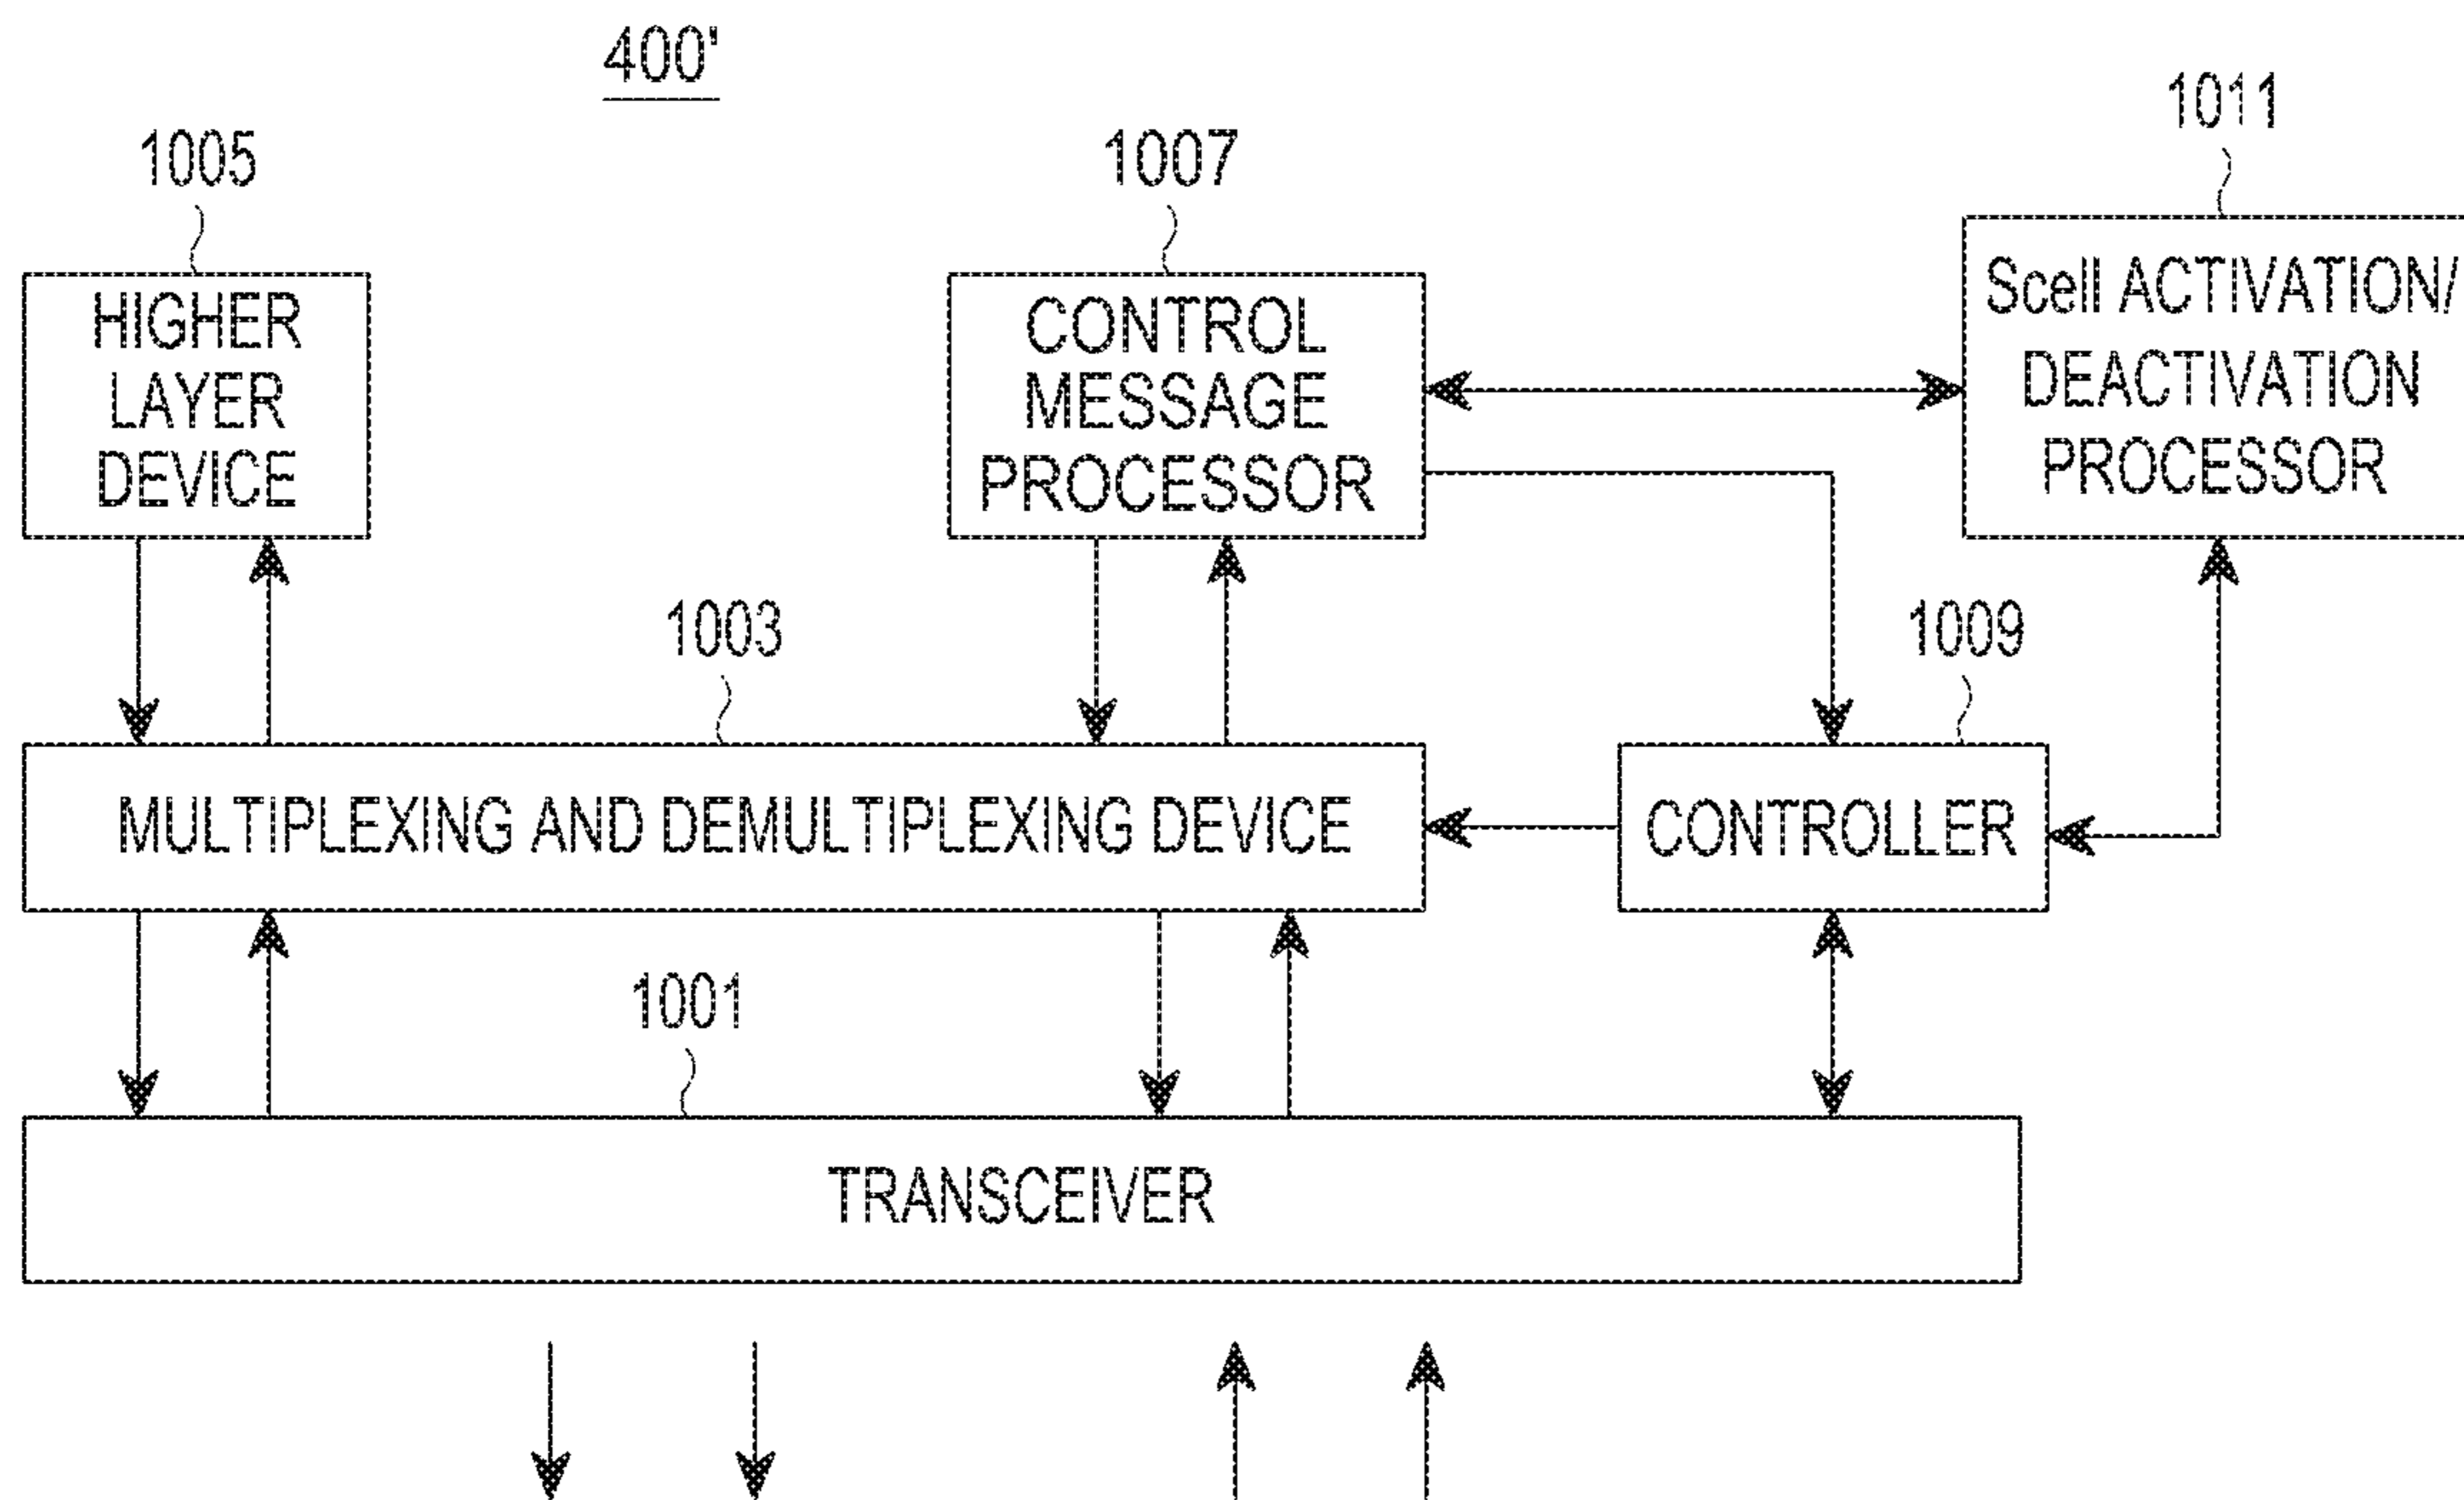 400'
1005
1007
1011
HIGHER
LAYER
DEVICE
CONTROL
MESSAGE
PROCESSOR
Scell ACTIVATION/
DEACTIVATION
PROCESSOR
1003
1009
MULTIPLEXING AND DEMULTIPLEXING DEVICE
CONTROLLER
1001
TRANSCEIVER